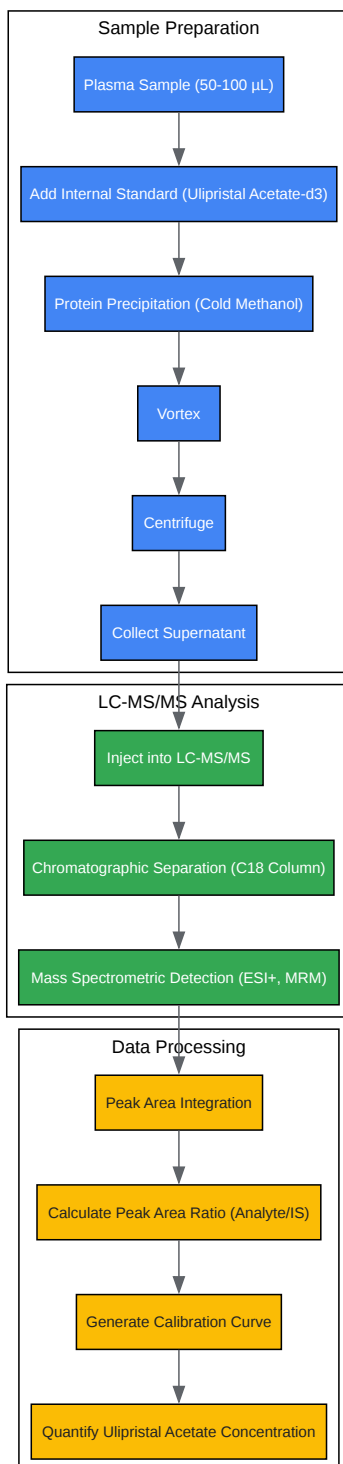 Sample Preparation
Plasma Sample (50-100 µL)
Add Internal Standard (Ulipristal Acetate-d3)
Protein Precipitation (Cold Methanol)
Vortex
Centrifuge
Collect Supernatant
LC-MS/MS Analysis
Inject into LC-MS/MS
Chromatographic Separation (C18 Column)
Mass Spectrometric Detection (ESI+, MRM)
Data Processing
Peak Area Integration
Calculate Peak Area Ratio (Analyte/IS)
Generate Calibration Curve
Quantify Ulipristal Acetate Concentration